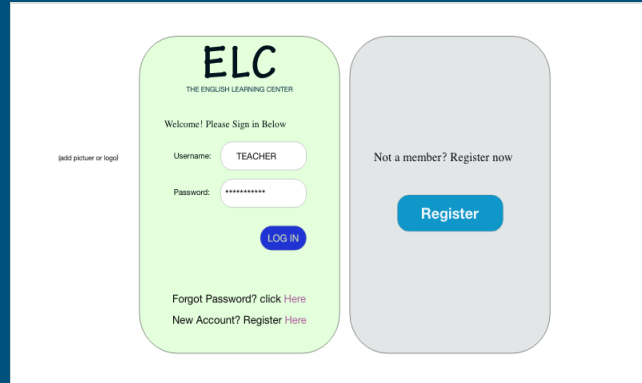 ELC
THE ENGLISH LEARNING CENTER
Welcome! Please Sign in Below
(add pictuer or logo)
Username: TEACHER
Password: ***********
LOG IN
Forgot Password? click Here
New Account? Register Here
Not a member? Register now
Register